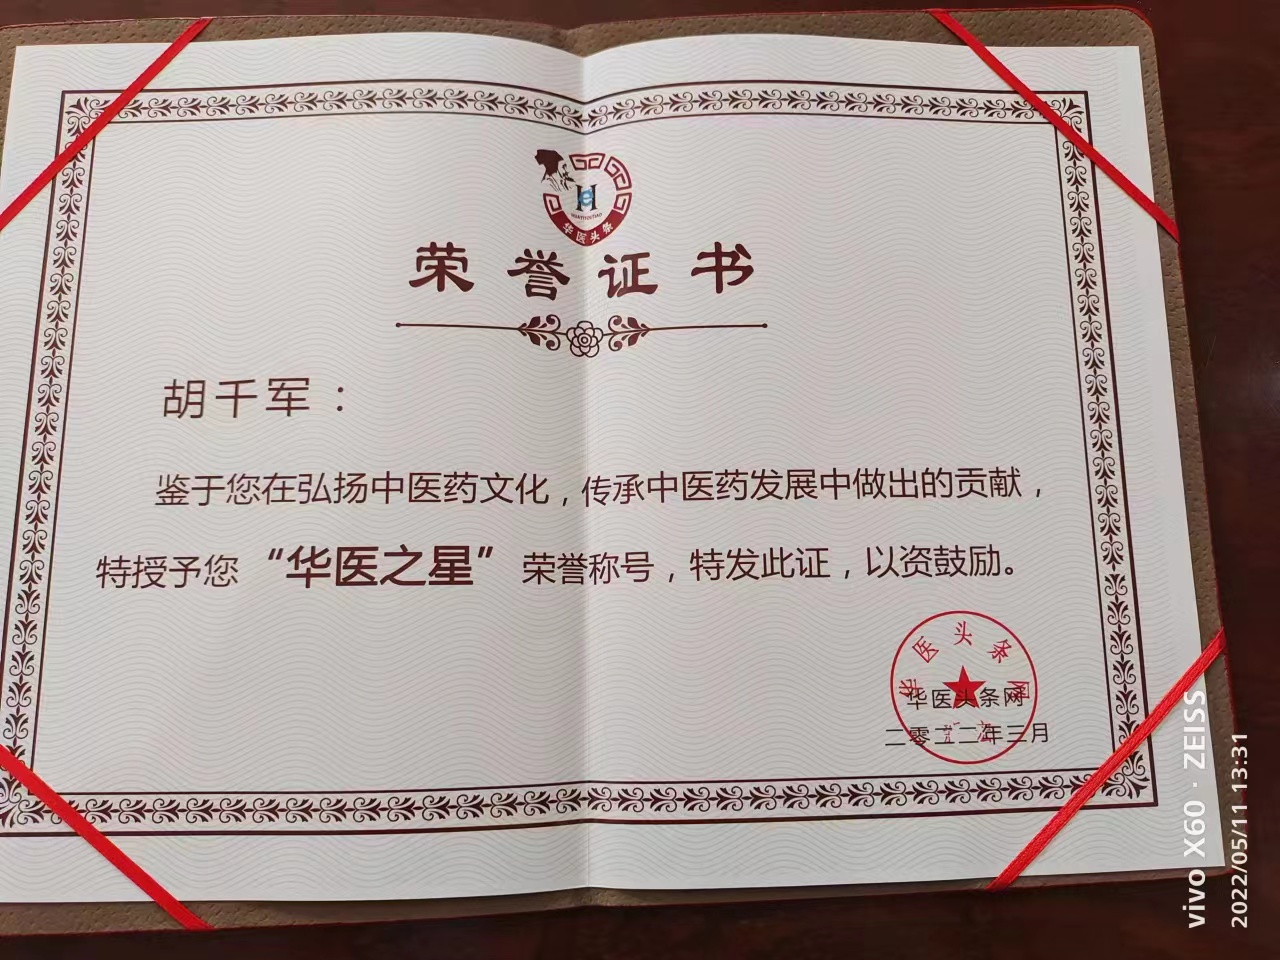 华医头条
荣誉证书
胡千军：
鉴于您在弘扬中医药文化，传承中医药发展中做出的贡献，
特授予您“华医之星”荣誉称号，特发此证，以资鼓励。
华医头条网
华医头条网
二零二二年三月
vivo X60 · ZEISS
2022/05/11 13:31